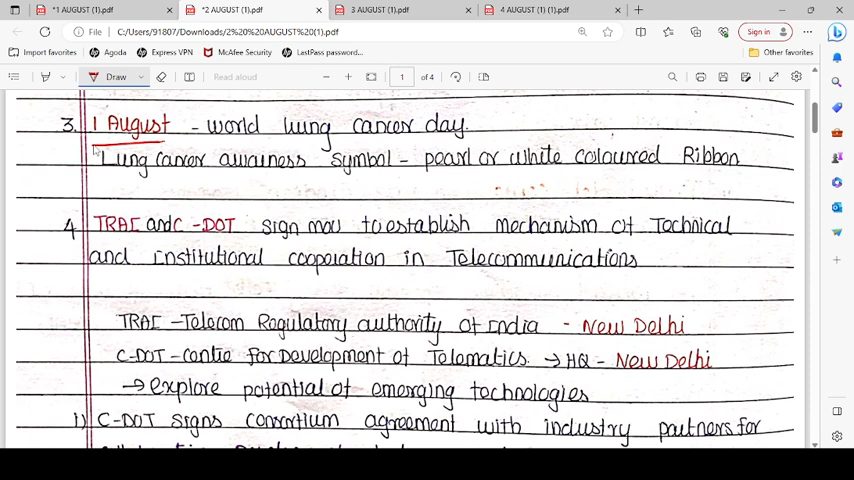 *1 AUGUST (1).pdf
*2 AUGUST (1).pdf
3 AUGUST (1).pdf
4 AUGUST (1).pdf
Sign in
File
C:/Users/91807/Downloads/2%20%20AUGUST%20(1).pdf
Import favorites
Agoda
Express VPN
McAfee Security
LastPass password...
Other favorites
Draw
Read aloud
1
of 4
3. 1 August - world lung cancer day.
Lung cancer awairness symbol - pearl or white coloured Ribbon
4 TRAI and C-DOT sign mou to establish mechanism of Technical
and institutional cooperation in Telecommunications
TRAI - Telecom Regulatory authority of India - New Delhi
C-DOT - centre for Development of Telematics → HQ - New Delhi
→ explore potential of emerging technologies
i) C-DOT signs consortium agreement with industry partners for